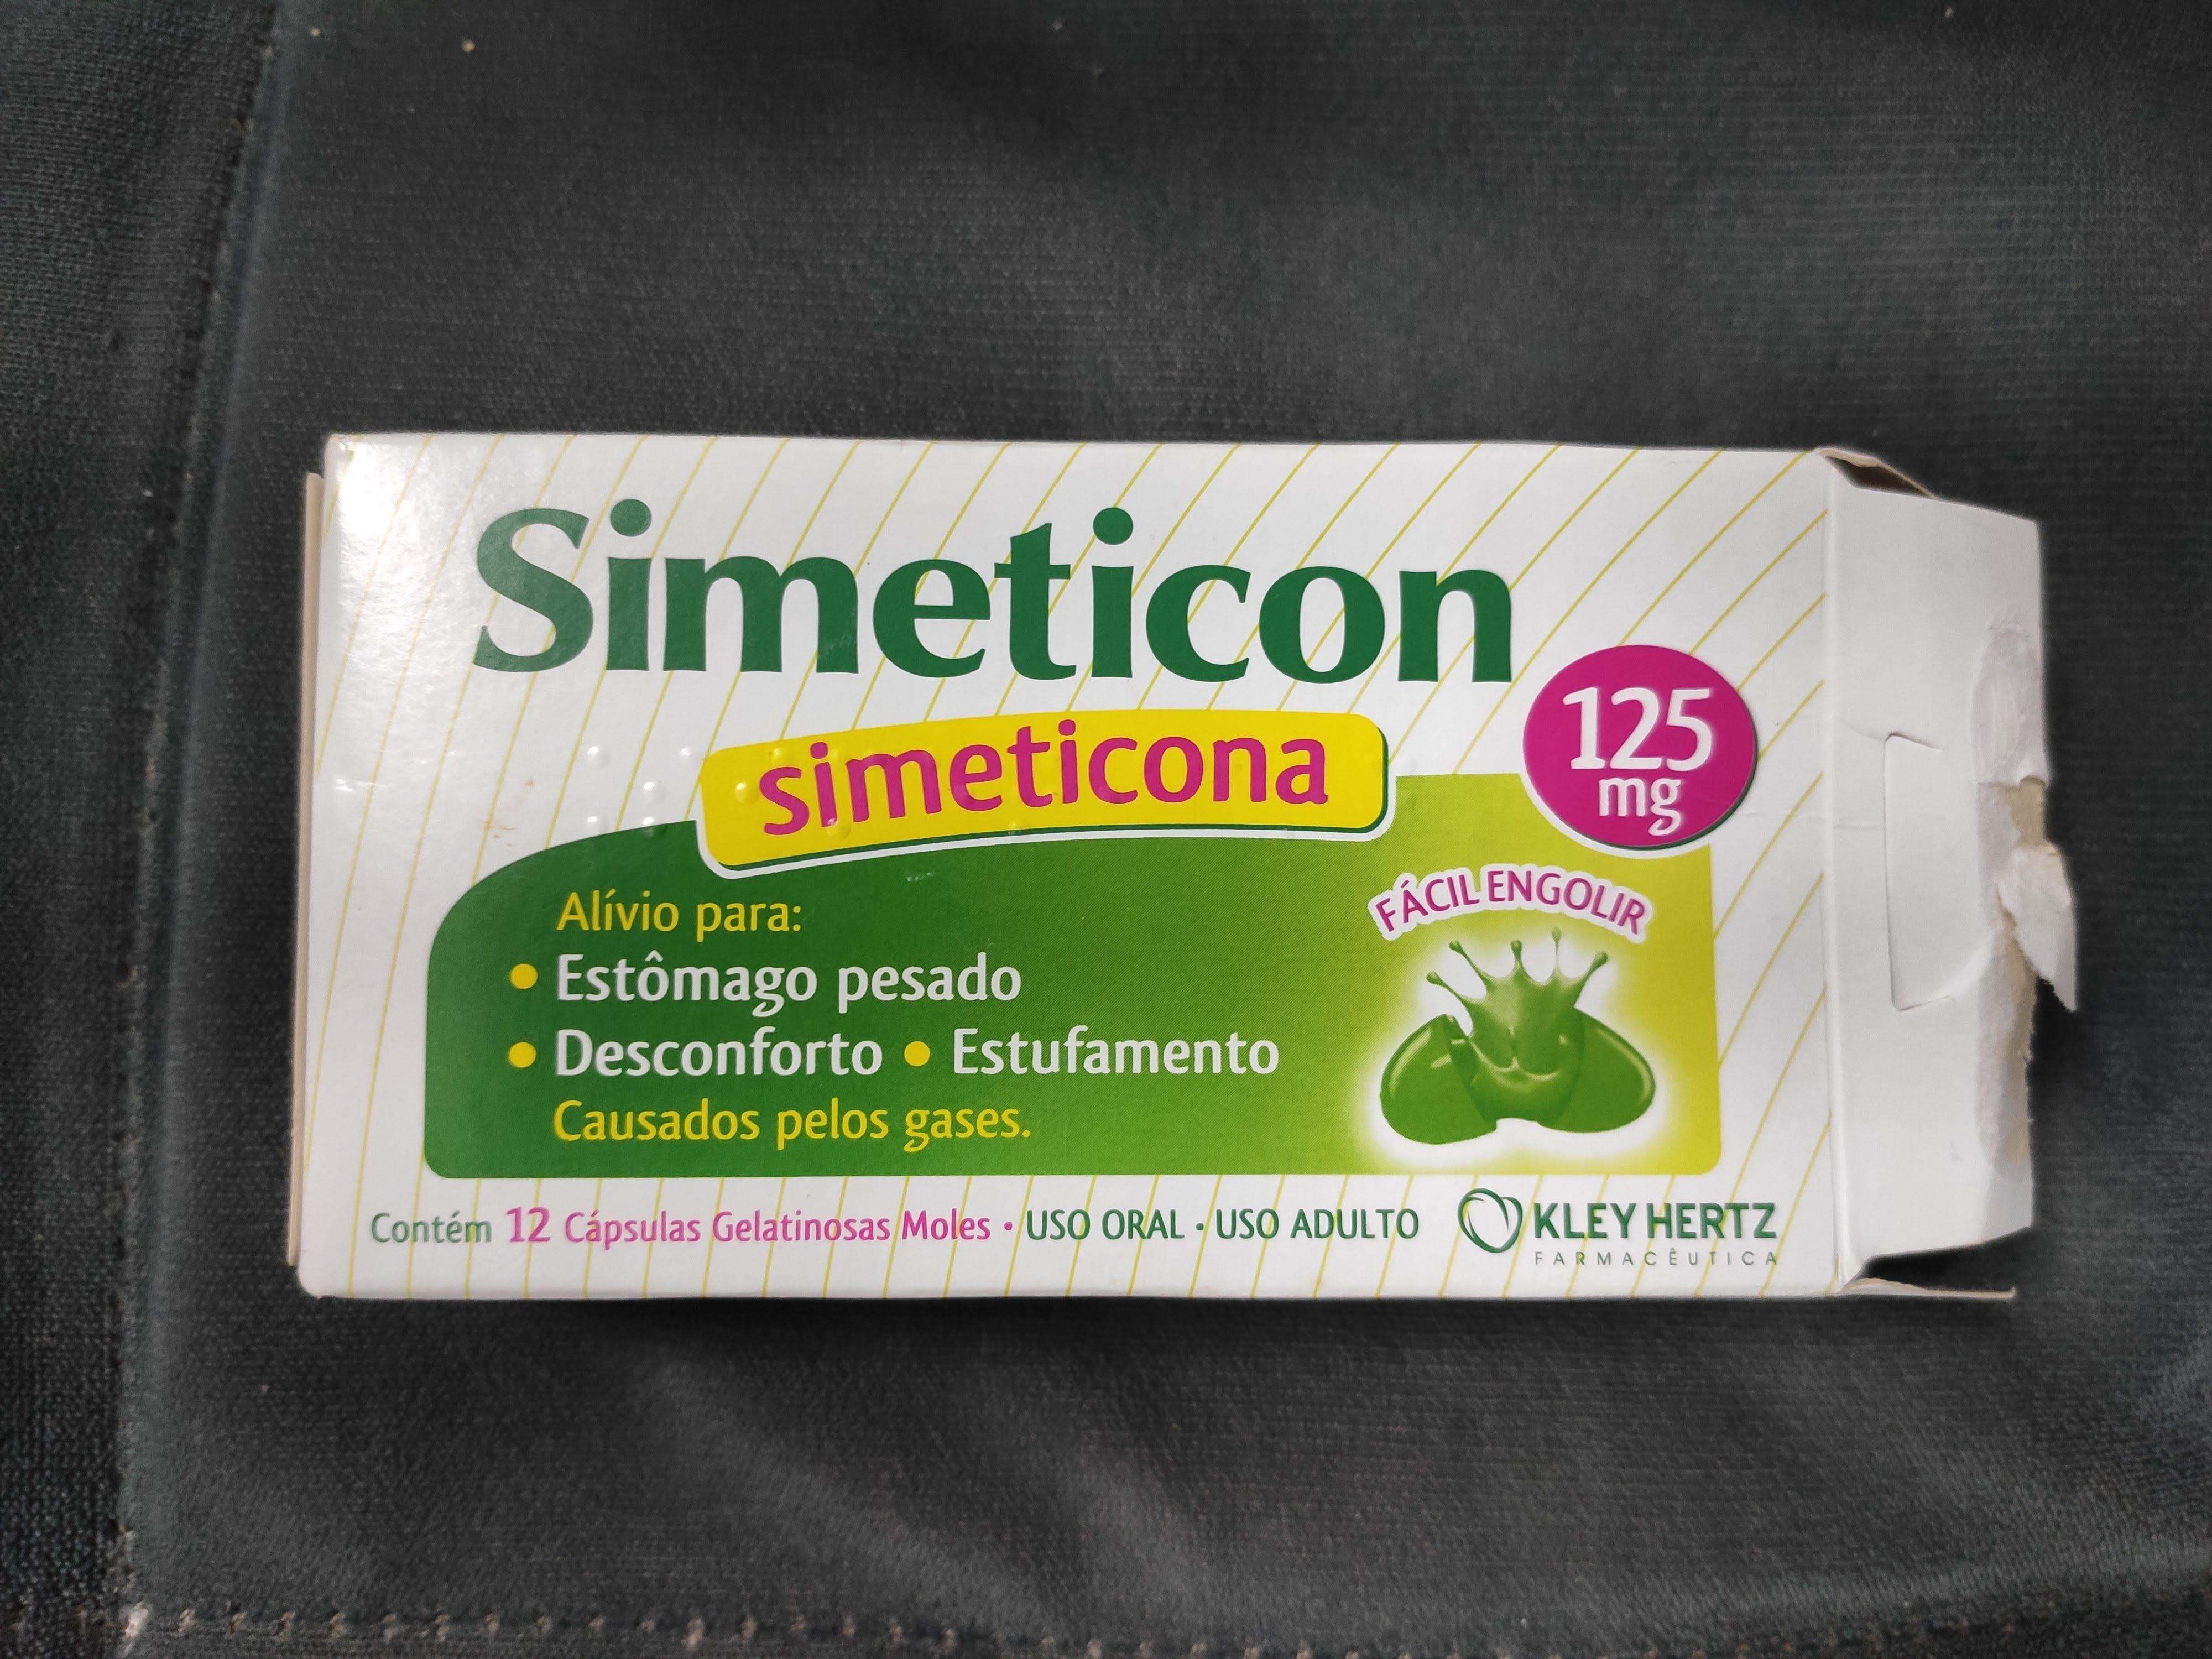 Simeticon
simeticona
125
mg
Alívio para:
• Estômago pesado
• Desconforto • Estufamento
Causados pelos gases.
FÁCIL ENGOLIR
Contém 12 Cápsulas Gelatinosas Moles • USO ORAL • USO ADULTO
KLEY HERTZ
FARMACÊUTICA